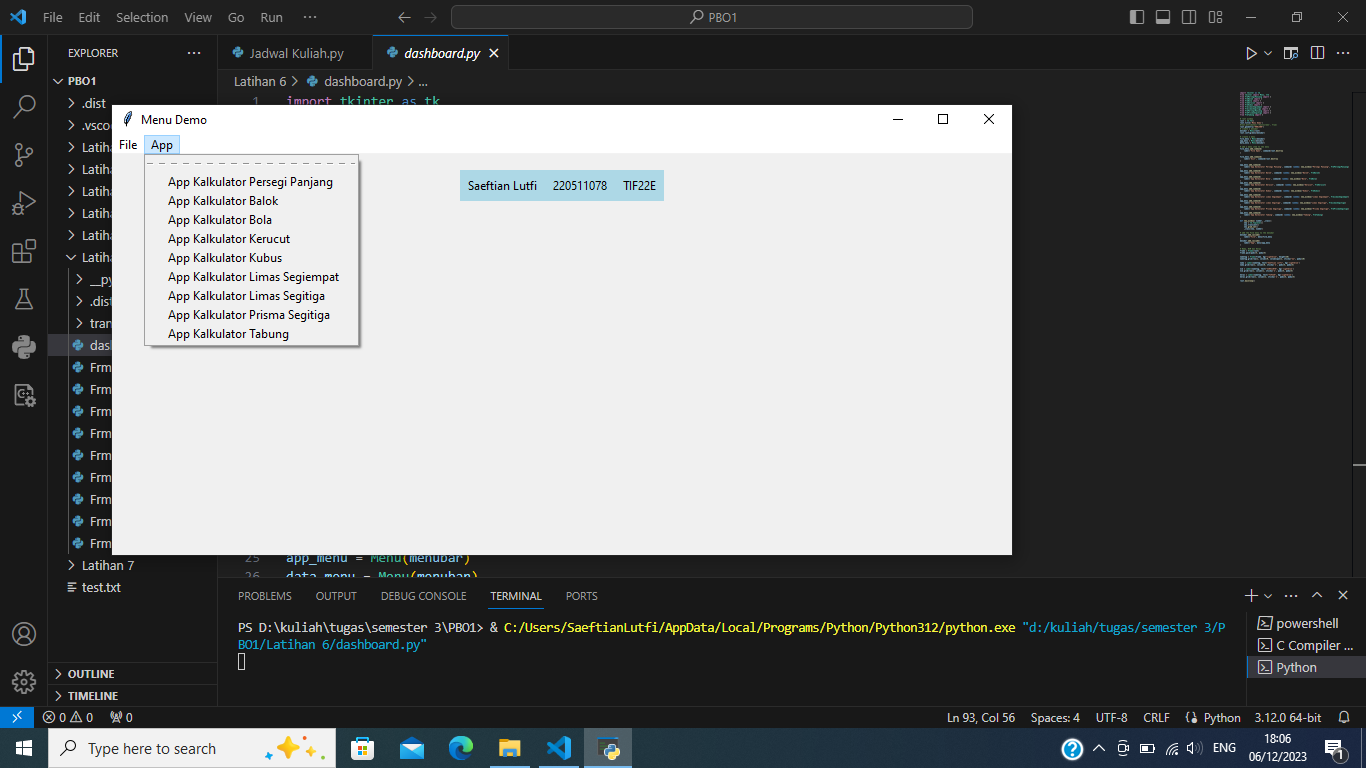 File Edit Selection View Go Run ...
PBO1
EXPLORER
Jadwal Kuliah.py
dashboard.py
PBO1
Latihan 6 > dashboard.py > ...
.dist
1 import tkinter as tk
.vsco
Menu Demo
File App
App Kalkulator Persegi Panjang
App Kalkulator Balok
App Kalkulator Bola
App Kalkulator Kerucut
App Kalkulator Kubus
App Kalkulator Limas Segiempat
App Kalkulator Limas Segitiga
App Kalkulator Prisma Segitiga
App Kalkulator Tabung
Saeftian Lutfi 220511078 TIF22E
Latiha
Latiha
Latiha
Latiha
Latiha
Latiha
__py
.dist
tran
dash
Frm
Frm
Frm
Frm
Frm
Frm
Frm
Frm
Frm
Latihan 7
test.txt
25 app_menu = Menu(menubar)
26 data_menu = Menu(menubar)
PROBLEMS OUTPUT DEBUG CONSOLE TERMINAL PORTS
PS D:\kuliah\tugas\semester 3\PBO1> & C:/Users/SaeftianLutfi/AppData/Local/Programs/Python/Python312/python.exe "d:/kuliah/tugas/semester 3/P
BO1/Latihan 6/dashboard.py"
powershell
C Compiler ...
Python
OUTLINE
TIMELINE
0 0 0
Ln 93, Col 56 Spaces: 4 UTF-8 CRLF Python 3.12.0 64-bit
Type here to search
ENG
18:06
06/12/2023
1